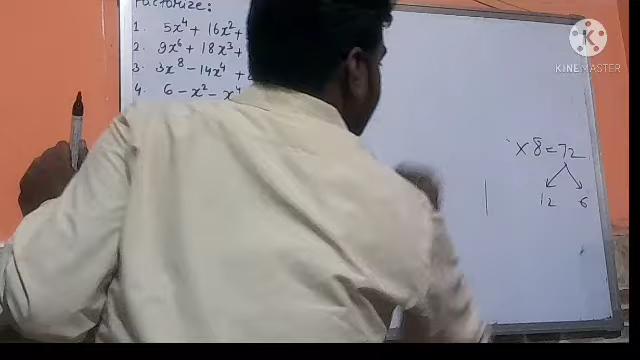 Factorize:
1. 5x⁴ + 16x² +
2. 9x⁶ + 18x³ +
3. 3x⁸ - 14x⁴ +
4. 6 - x² - x⁴
× 8 = 72
12 6
KINEMASTER